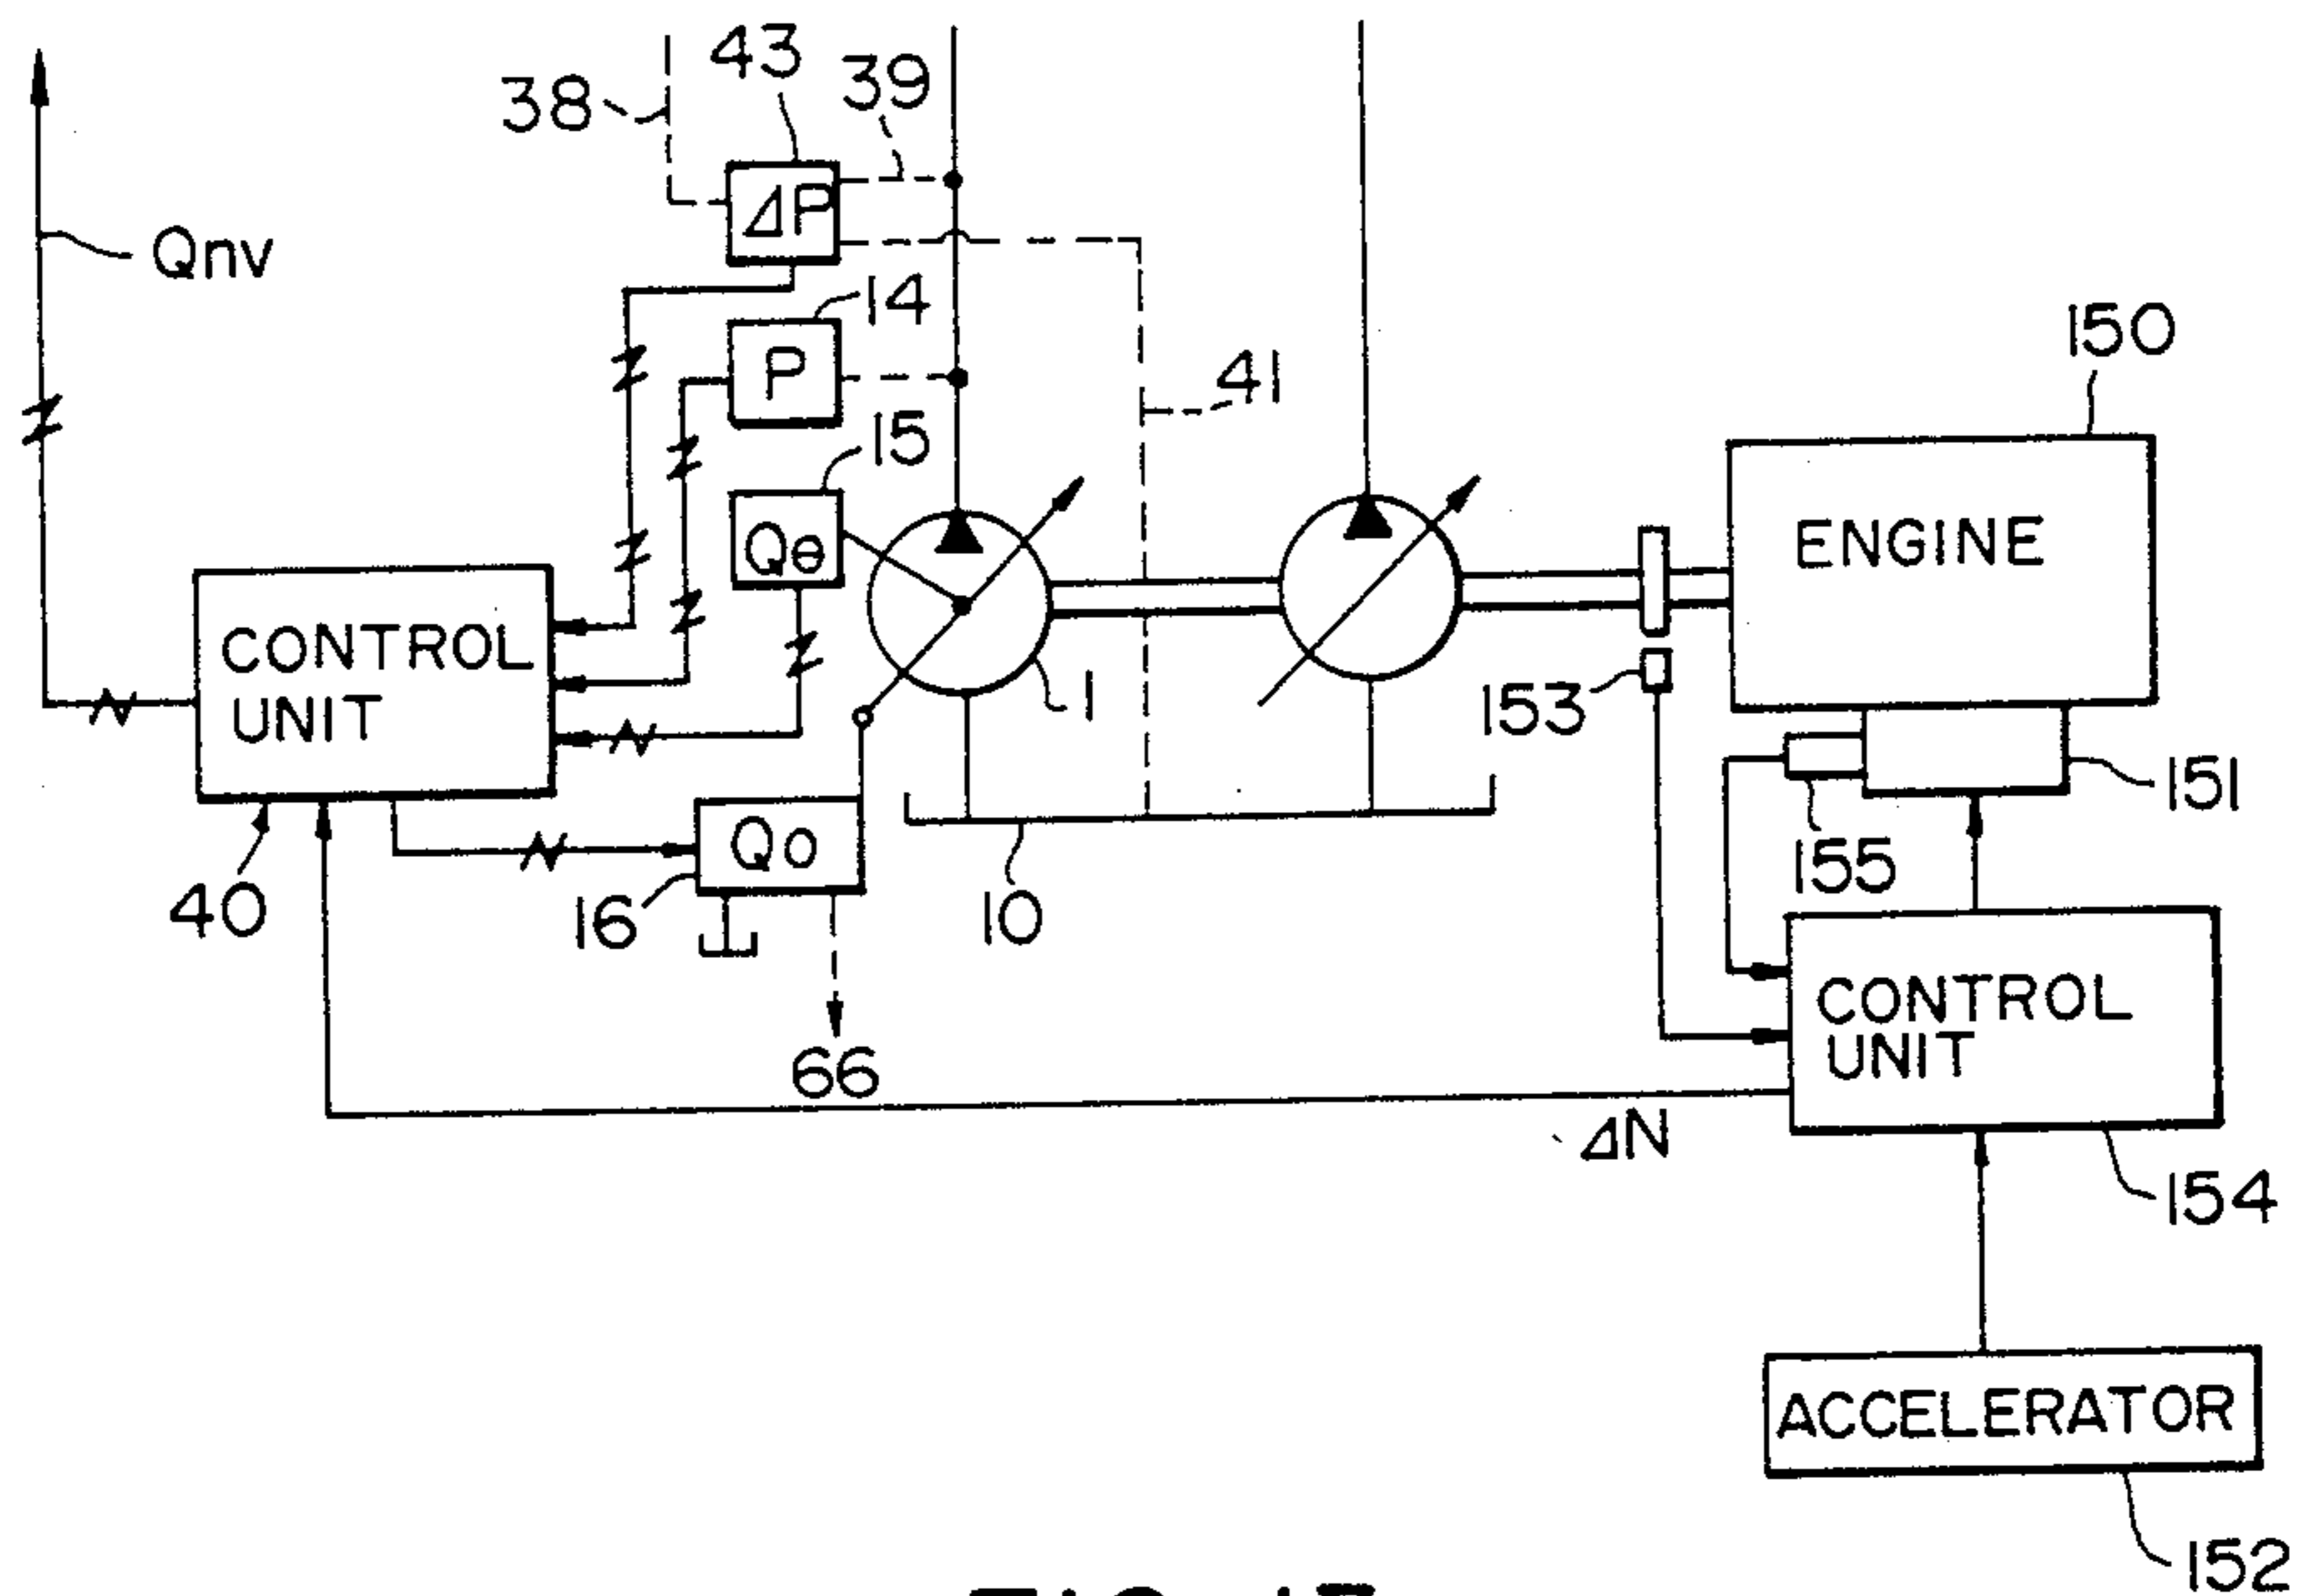 43
39
38
ΔP
Qnv
14
P
41
150
15
Qθ
ENGINE
CONTROL
UNIT
1
153
151
155
Qo
40
16
10
CONTROL
UNIT
66
ΔN
154
ACCELERATOR
152